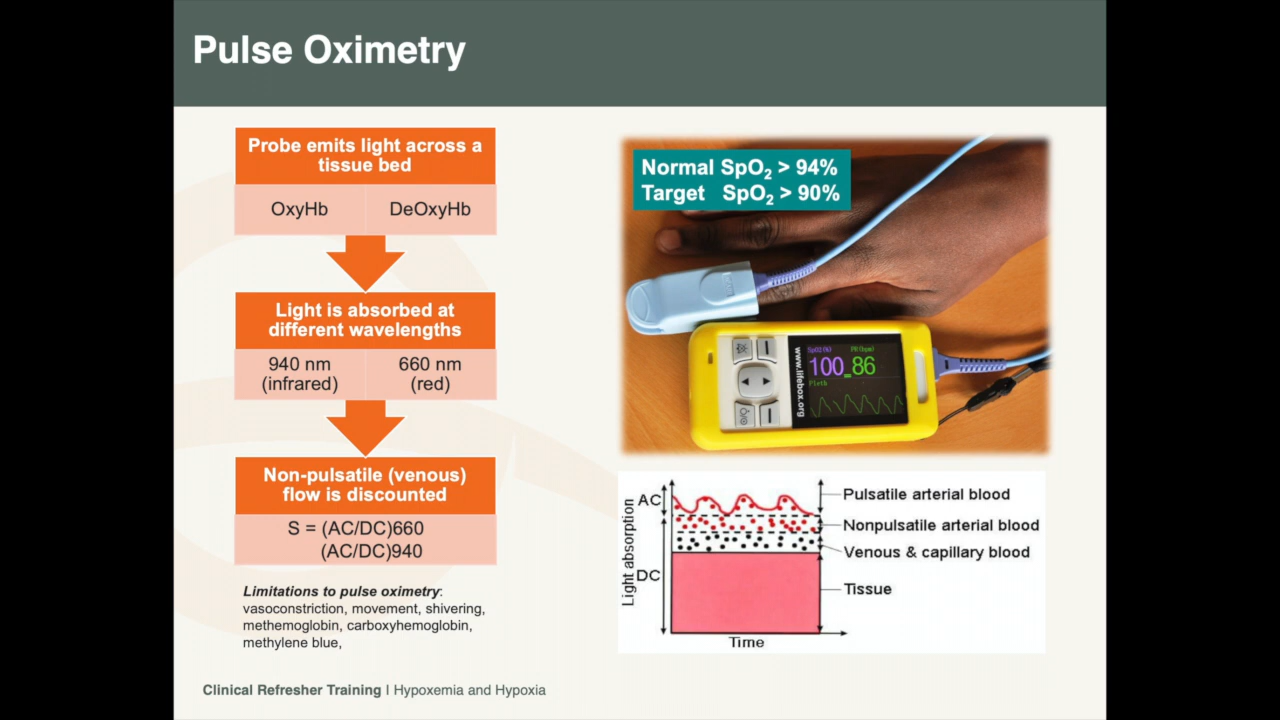 Pulse Oximetry
Probe emits light across a
tissue bed
OxyHb
DeOxyHb
Light is absorbed at
different wavelengths
940 nm
(infrared)
660 nm
(red)
Non-pulsatile (venous)
flow is discounted
S = (AC/DC)660
(AC/DC)940
Limitations to pulse oximetry:
vasoconstriction, movement, shivering,
methemoglobin, carboxyhemoglobin,
methylene blue,
Normal SpO₂ > 94%
Target SpO₂ > 90%
www.lifebox.org
SpO2(%) PR(bpm)
100 86
Pleth
Light absorption
AC
DC
Time
Pulsatile arterial blood
Nonpulsatile arterial blood
Venous & capillary blood
Tissue
Clinical Refresher Training I Hypoxemia and Hypoxia